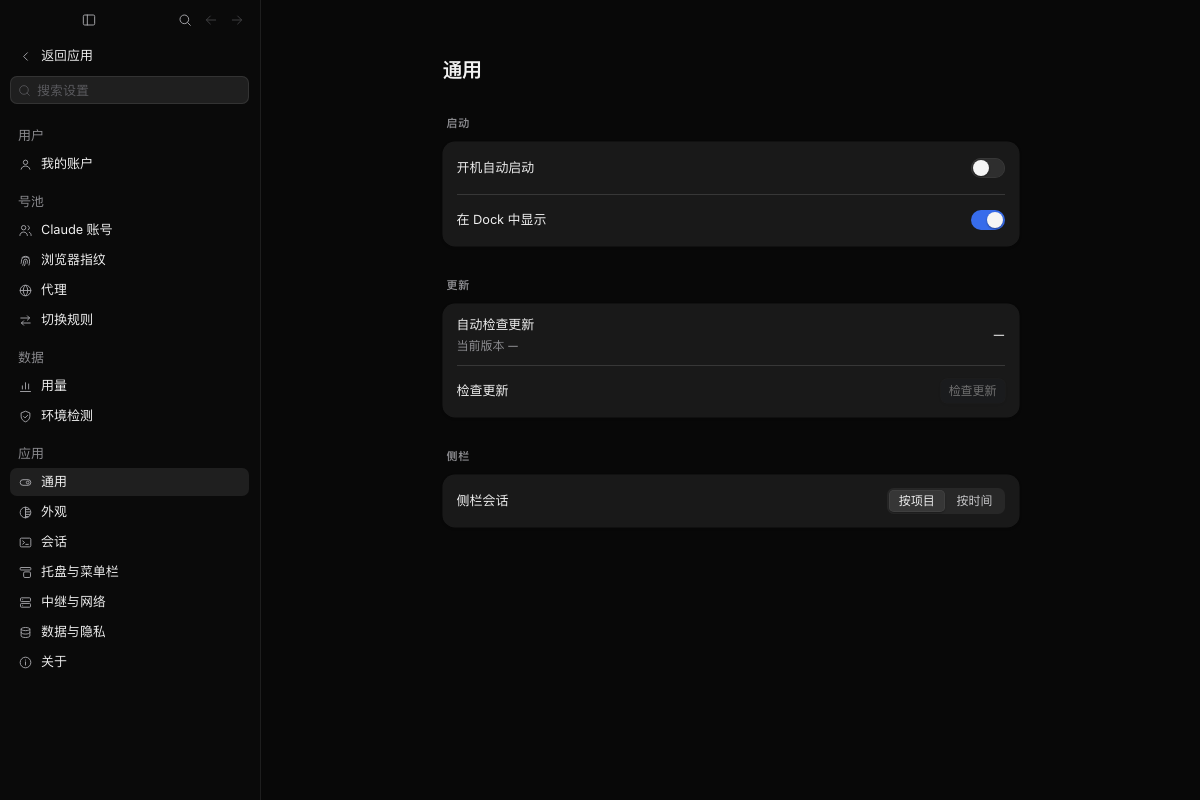 返回应用
搜索设置
用户
我的账户
号池
Claude 账号
浏览器指纹
代理
切换规则
数据
用量
环境检测
应用
通用
外观
会话
托盘与菜单栏
中继与网络
数据与隐私
关于
通用
启动
开机自动启动
在 Dock 中显示
更新
自动检查更新
当前版本 —
—
检查更新
检查更新
侧栏
侧栏会话
按项目
按时间